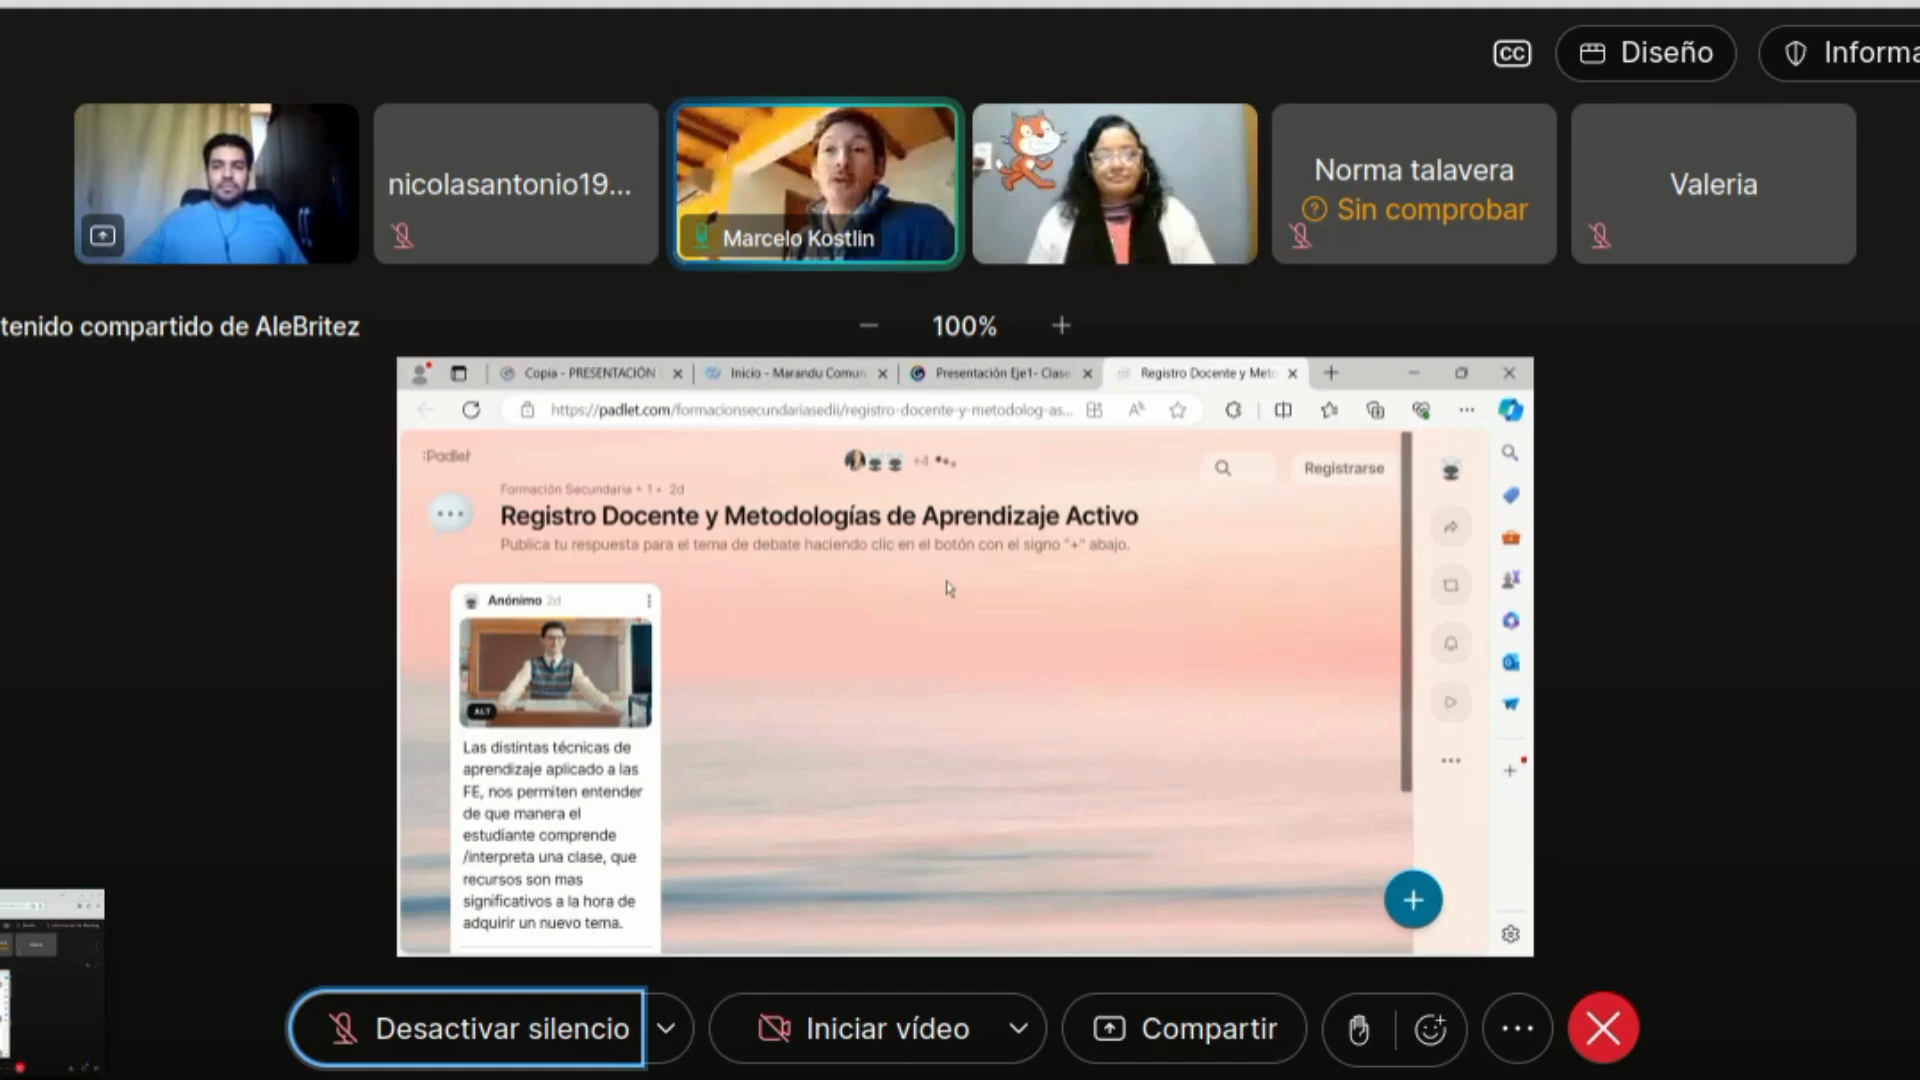 CC
Diseño
Informa
nicolasantonio19...
Marcelo Kostlin
Norma talavera
Sin comprobar
Valeria
tenido compartido de AleBritez
100%
Copia - PRESENTACIÓN
Inicio - Marandu Comun
Presentación Eje1- Clase
Registro Docente y Meto
https://padlet.com/formacionsecundariasedii/registro-docente-y-metodolog-as...
:Padlet
+4
Registrarse
Formación Secundaria • 1 • 2d
Registro Docente y Metodologías de Aprendizaje Activo
Publica tu respuesta para el tema de debate haciendo clic en el botón con el signo "+" abajo.
Anónimo 2d
ALT
Las distintas técnicas de
aprendizaje aplicado a las
FE, nos permiten entender
de que manera el
estudiante comprende
/interpreta una clase, que
recursos son mas
significativos a la hora de
adquirir un nuevo tema.
Desactivar silencio
Iniciar vídeo
Compartir